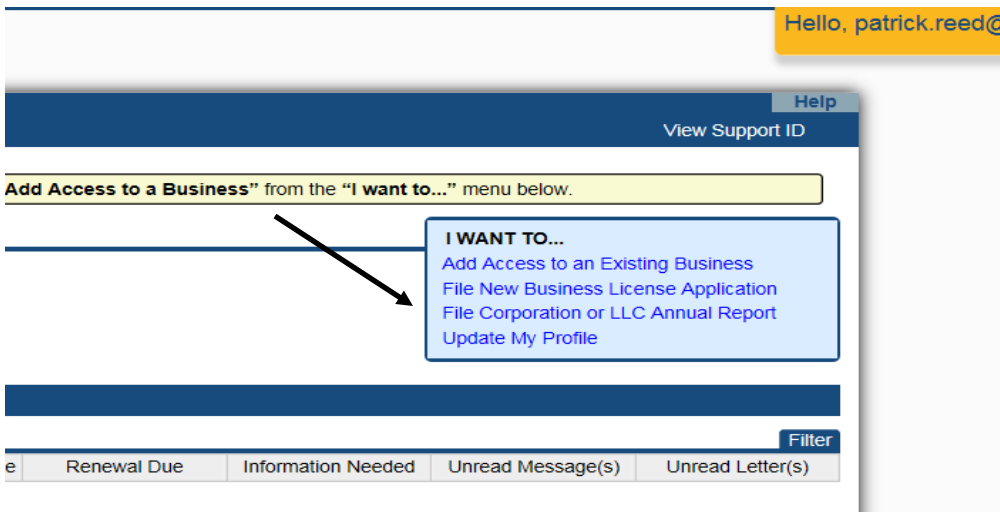 Hello, patrick.reed@
Help
View Support ID
Add Access to a Business” from the “I want to...” menu below.
I WANT TO...
Add Access to an Existing Business
File New Business License Application
File Corporation or LLC Annual Report
Update My Profile
Filter
e Renewal Due Information Needed Unread Message(s) Unread Letter(s)